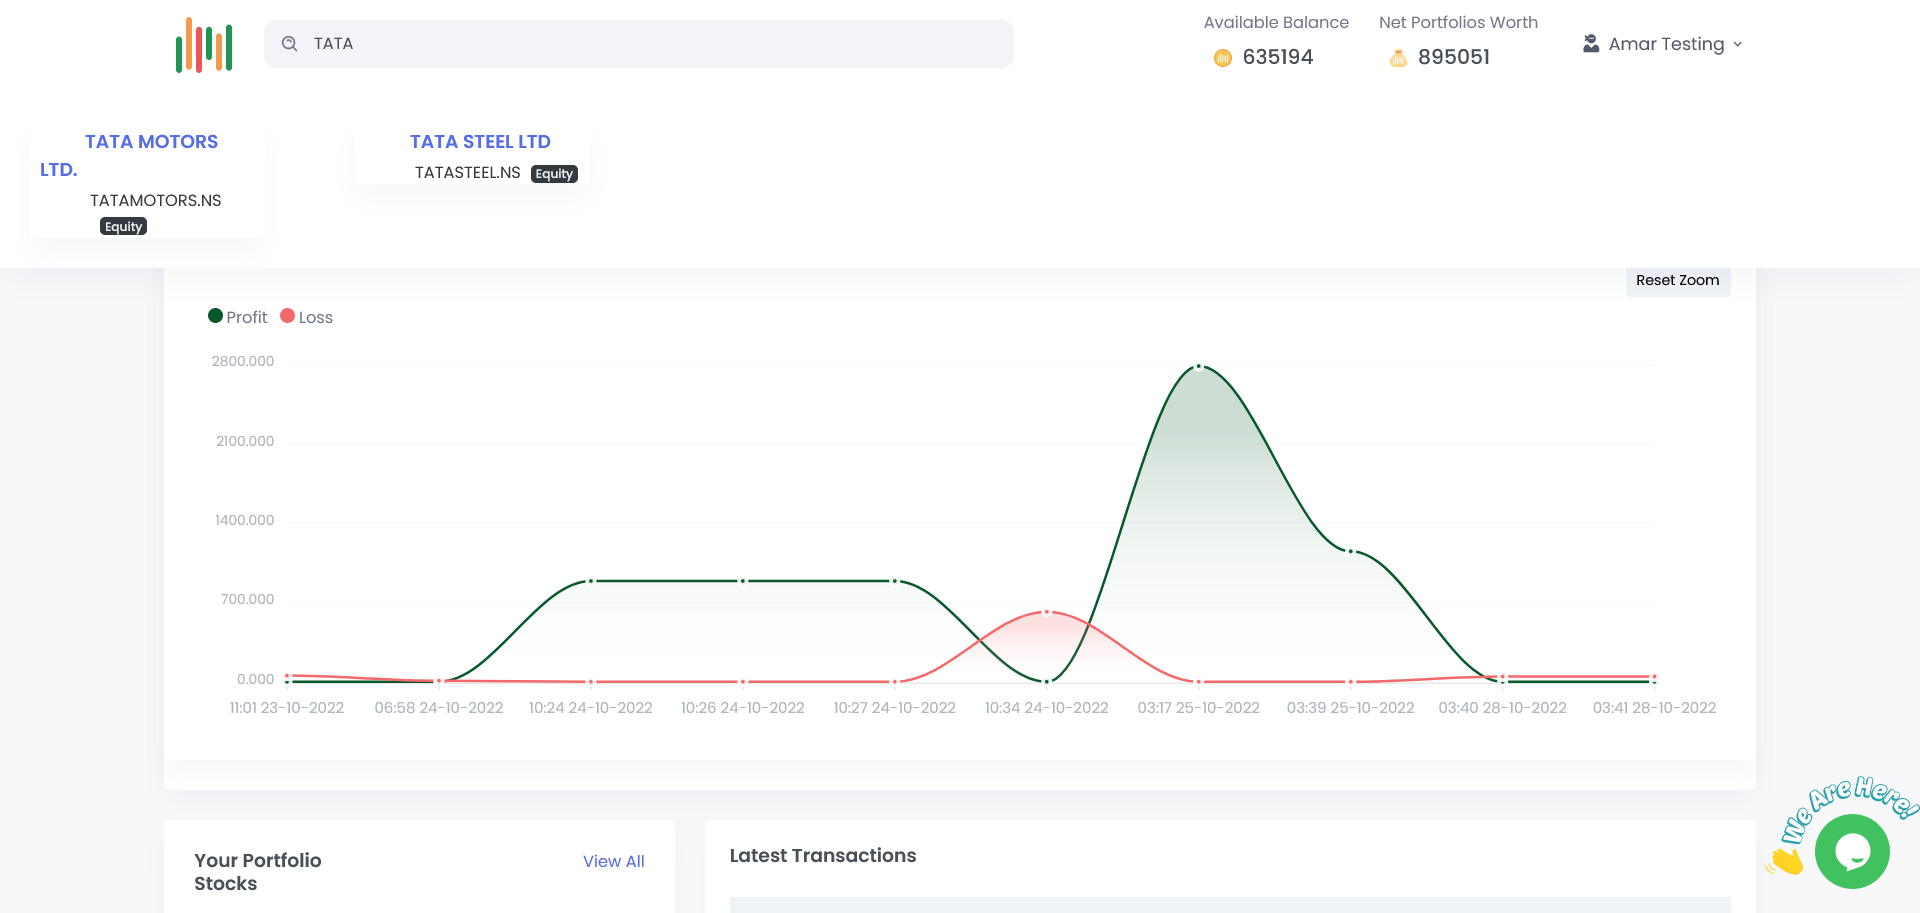 TATA
Available Balance
635194
Net Portfolios Worth
895051
Amar Testing
TATA MOTORS
LTD.
TATAMOTORS.NS
Equity
TATA STEEL LTD
TATASTEEL.NS Equity
Reset Zoom
Profit Loss
2800.000
2100.000
1400.000
700.000
0.000
11:01 23-10-2022 06:58 24-10-2022 10:24 24-10-2022 10:26 24-10-2022 10:27 24-10-2022 10:34 24-10-2022 03:17 25-10-2022 03:39 25-10-2022 03:40 28-10-2022 03:41 28-10-2022
We Are Here!
Your Portfolio
Stocks
View All
Latest Transactions